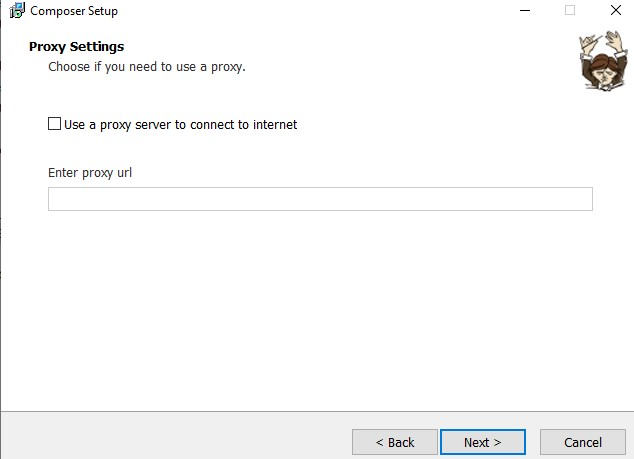 Composer Setup
Proxy Settings
Choose if you need to use a proxy.
Use a proxy server to connect to internet
Enter proxy url
< Back
Next >
Cancel